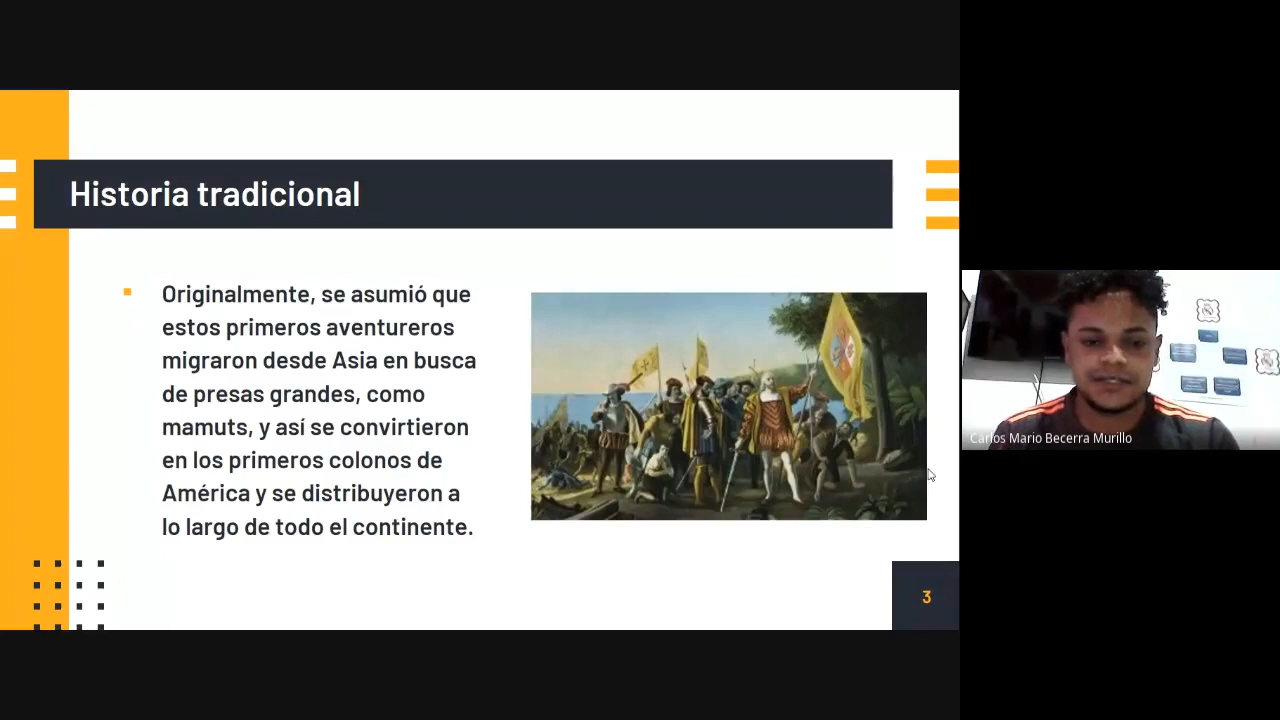 Historia tradicional
Originalmente, se asumió que
estos primeros aventureros
migraron desde Asia en busca
de presas grandes, como
mamuts, y así se convirtieron
en los primeros colonos de
América y se distribuyeron a
lo largo de todo el continente.
3
Carlos Mario Becerra Murillo